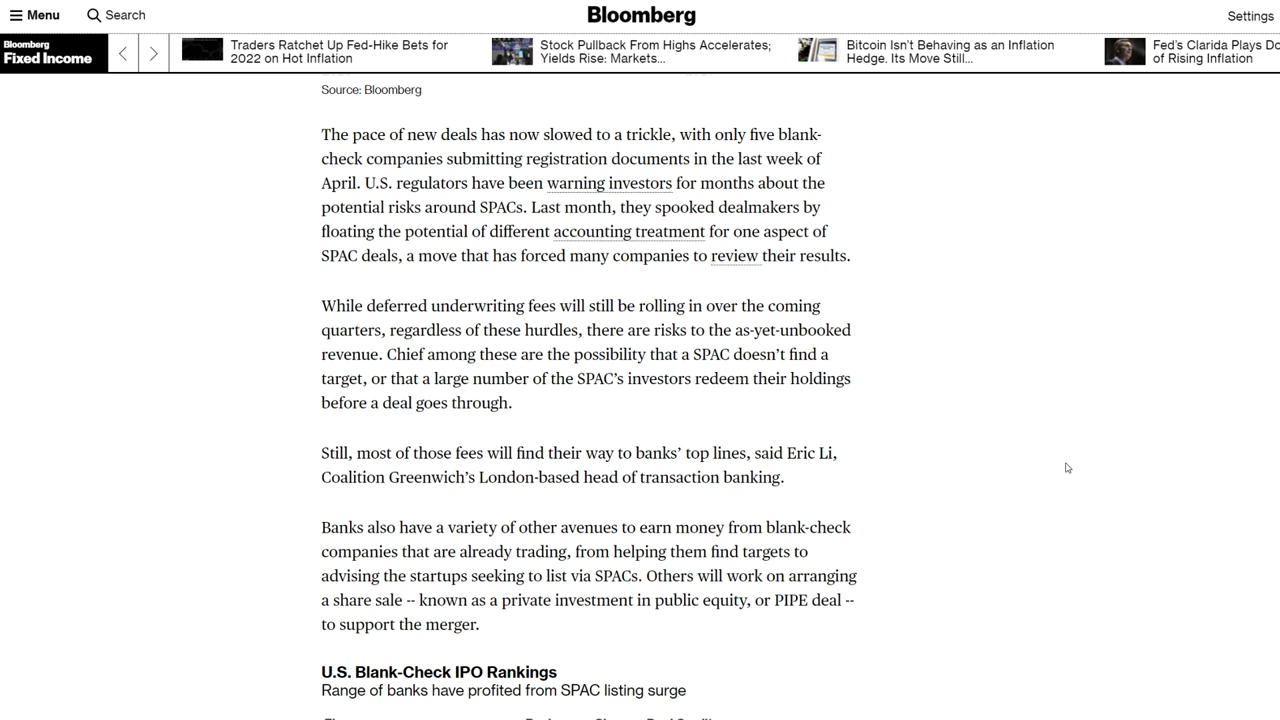 Menu
Search
Bloomberg
Settings
Bloomberg
Fixed Income
Traders Ratchet Up Fed-Hike Bets for
2022 on Hot Inflation
Stock Pullback From Highs Accelerates;
Yields Rise: Markets...
Bitcoin Isn't Behaving as an Inflation
Hedge. Its Move Still...
Fed's Clarida Plays Do
of Rising Inflation
Source: Bloomberg
The pace of new deals has now slowed to a trickle, with only five blank-
check companies submitting registration documents in the last week of
April. U.S. regulators have been warning investors for months about the
potential risks around SPACs. Last month, they spooked dealmakers by
floating the potential of different accounting treatment for one aspect of
SPAC deals, a move that has forced many companies to review their results.
While deferred underwriting fees will still be rolling in over the coming
quarters, regardless of these hurdles, there are risks to the as-yet-unbooked
revenue. Chief among these are the possibility that a SPAC doesn't find a
target, or that a large number of the SPAC's investors redeem their holdings
before a deal goes through.
Still, most of those fees will find their way to banks' top lines, said Eric Li,
Coalition Greenwich's London-based head of transaction banking.
Banks also have a variety of other avenues to earn money from blank-check
companies that are already trading, from helping them find targets to
advising the startups seeking to list via SPACs. Others will work on arranging
a share sale -- known as a private investment in public equity, or PIPE deal --
to support the merger.
U.S. Blank-Check IPO Rankings
Range of banks have profited from SPAC listing surge